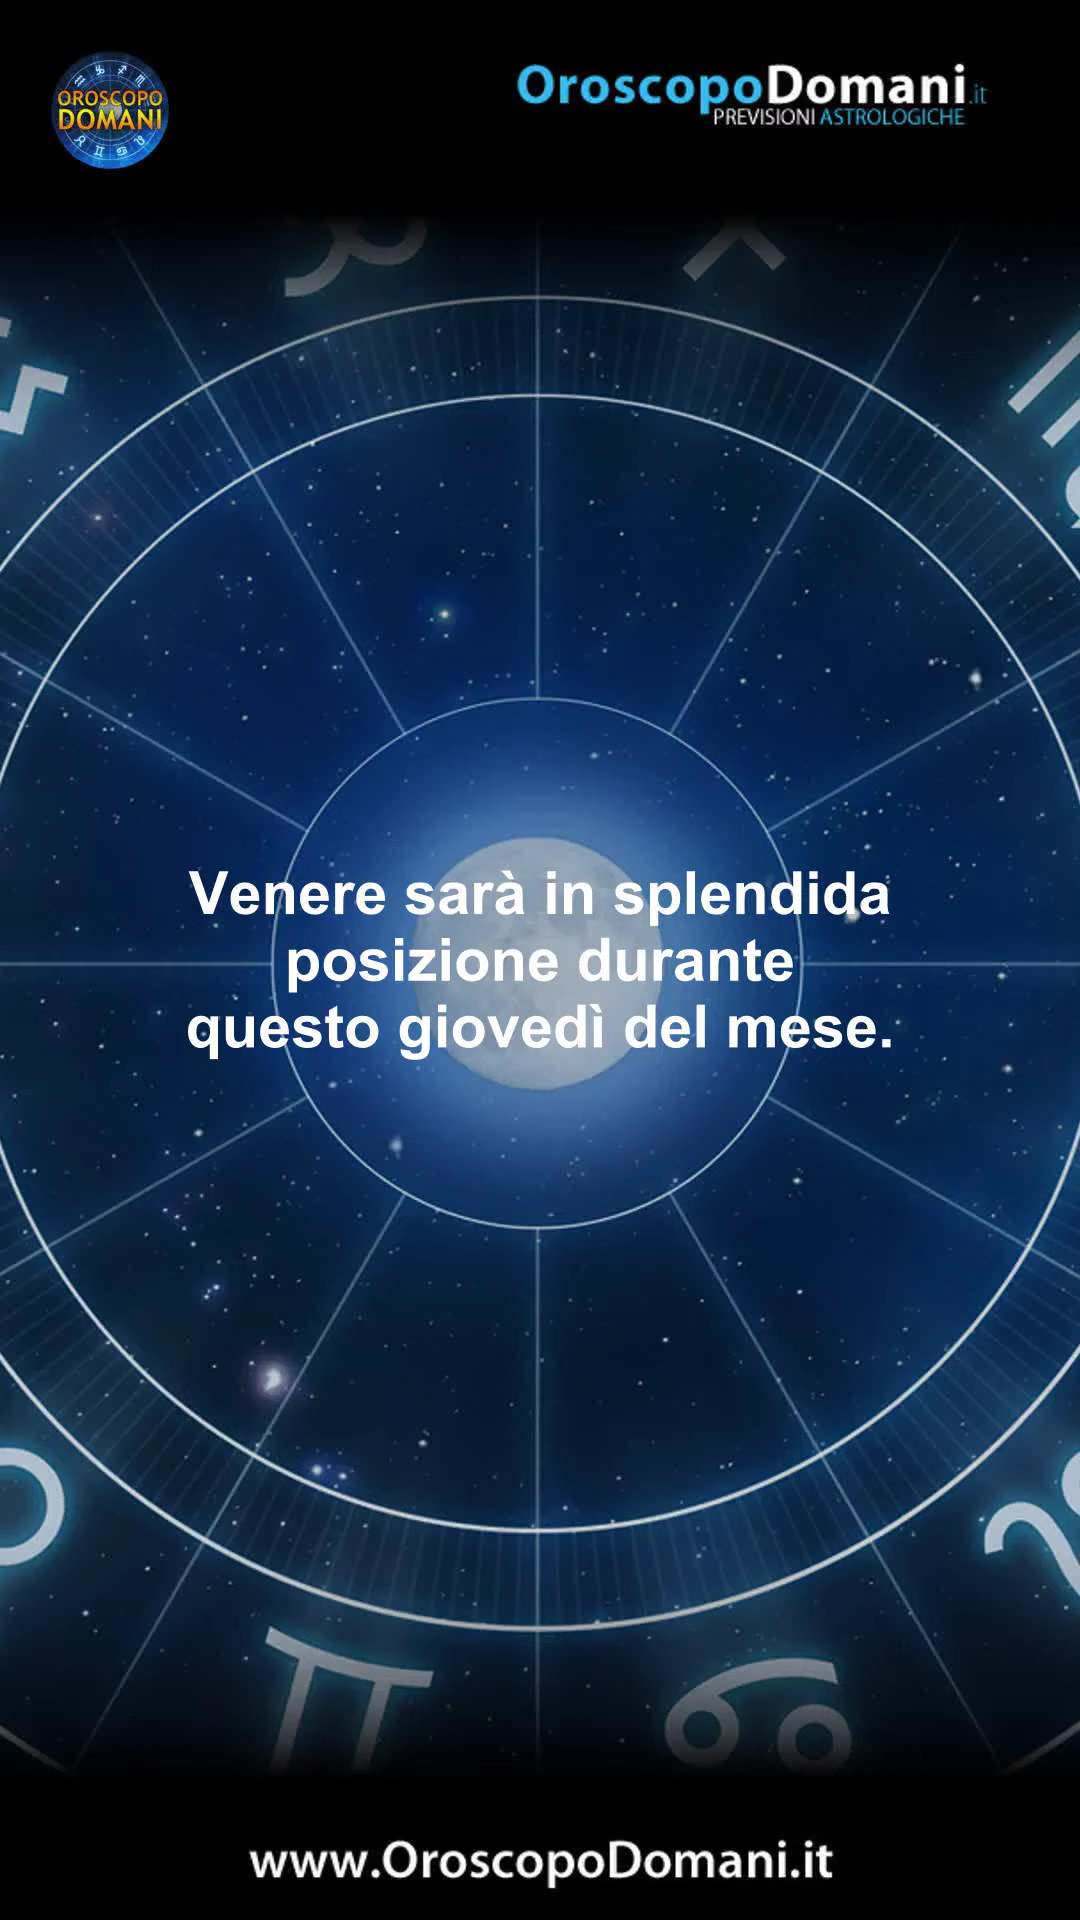 OROSCOPO
DOMANI
OroscopoDomani.it
PREVISIONI ASTROLOGICHE
Venere sarà in splendida
posizione durante
questo giovedì del mese.
www.OroscopoDomani.it